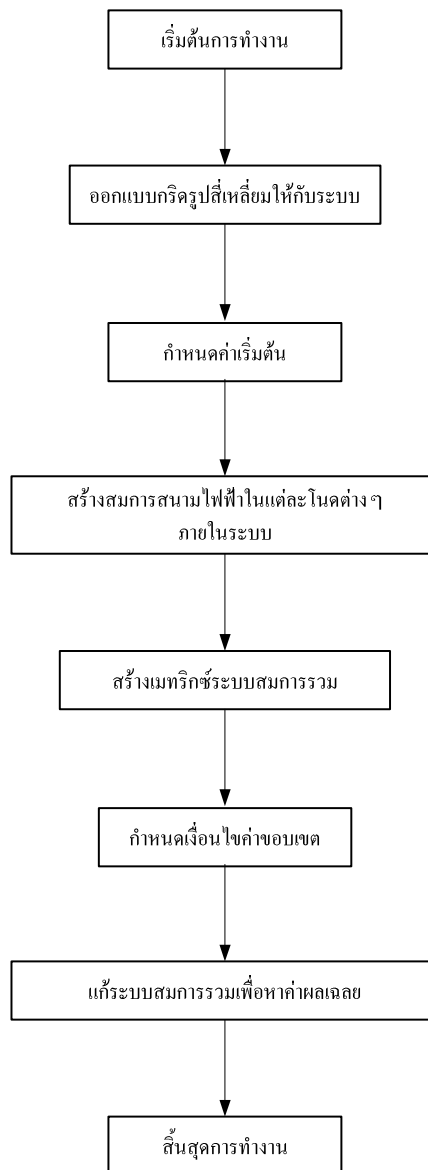 เริ่มต้นการทำงาน
ออกแบบกริดรูปสี่เหลี่ยมให้กับระบบ
กำหนดค่าเริ่มต้น
สร้างสมการสนามไฟฟ้าในแต่ละโนดต่างๆ
ภายในระบบ
สร้างเมทริกซ์ระบบสมการรวม
กำหนดเงื่อนไขค่าขอบเขต
แก้ระบบสมการรวมเพื่อหาค่าผลเฉลย
สิ้นสุดการทำงาน